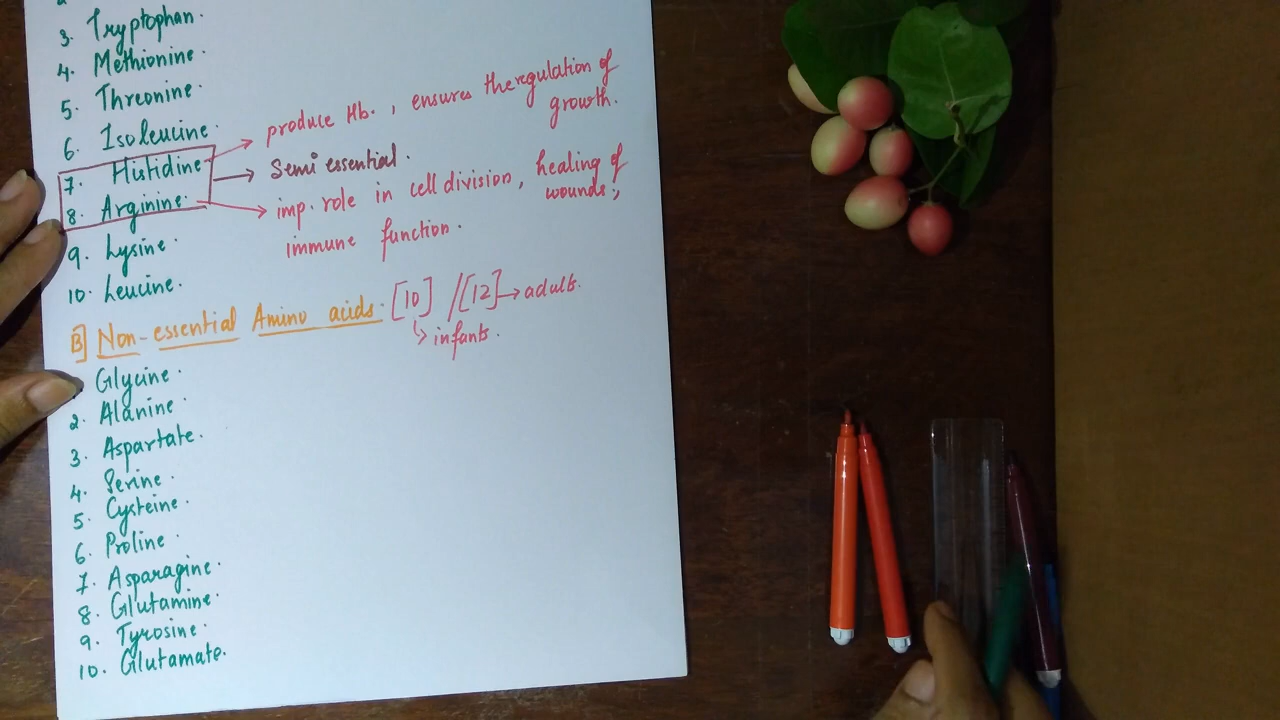 3. Tryptophan.
4. Methionine.
5. Threonine.
6. Isoleucine.
7. Histidine → produce Hb., ensures the regulation of growth.
→ Semi essential.
8. Arginine. → imp. role in cell division, healing of wounds,
immune function.
9. Lysine.
10. Leucine.
B] Non-essential Amino acids. [10] / [12] → adult.
↳ infants.
Glycine.
2. Alanine.
3. Aspartate.
4. Serine.
5. Cysteine.
6. Proline.
7. Asparagine.
8. Glutamine.
9. Tyrosine.
10. Glutamate.